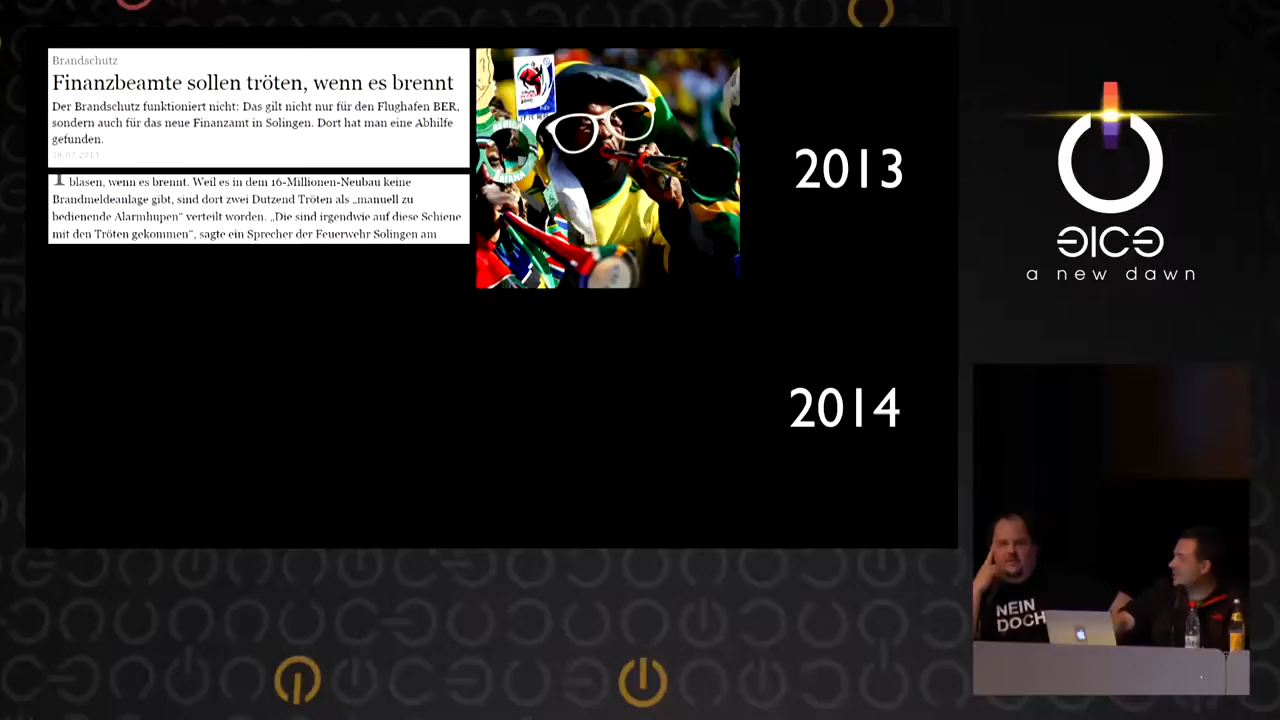 Brandschutz
Finanzbeamte sollen tröten, wenn es brennt
Der Brandschutz funktioniert nicht: Das gilt nicht nur für den Flughafen BER,
sondern auch für das neue Finanzamt in Solingen. Dort hat man eine Abhilfe
gefunden.
08.07.2013
blasen, wenn es brennt. Weil es in dem 16-Millionen-Neubau keine
Brandmeldeanlage gibt, sind dort zwei Dutzend Tröten als „manuell zu
bedienende Alarmhupen“ verteilt worden. „Die sind irgendwie auf diese Schiene
mit den Tröten gekommen“, sagte ein Sprecher der Feuerwehr Solingen am
2013
2014
a new dawn
NEIN
DOCH